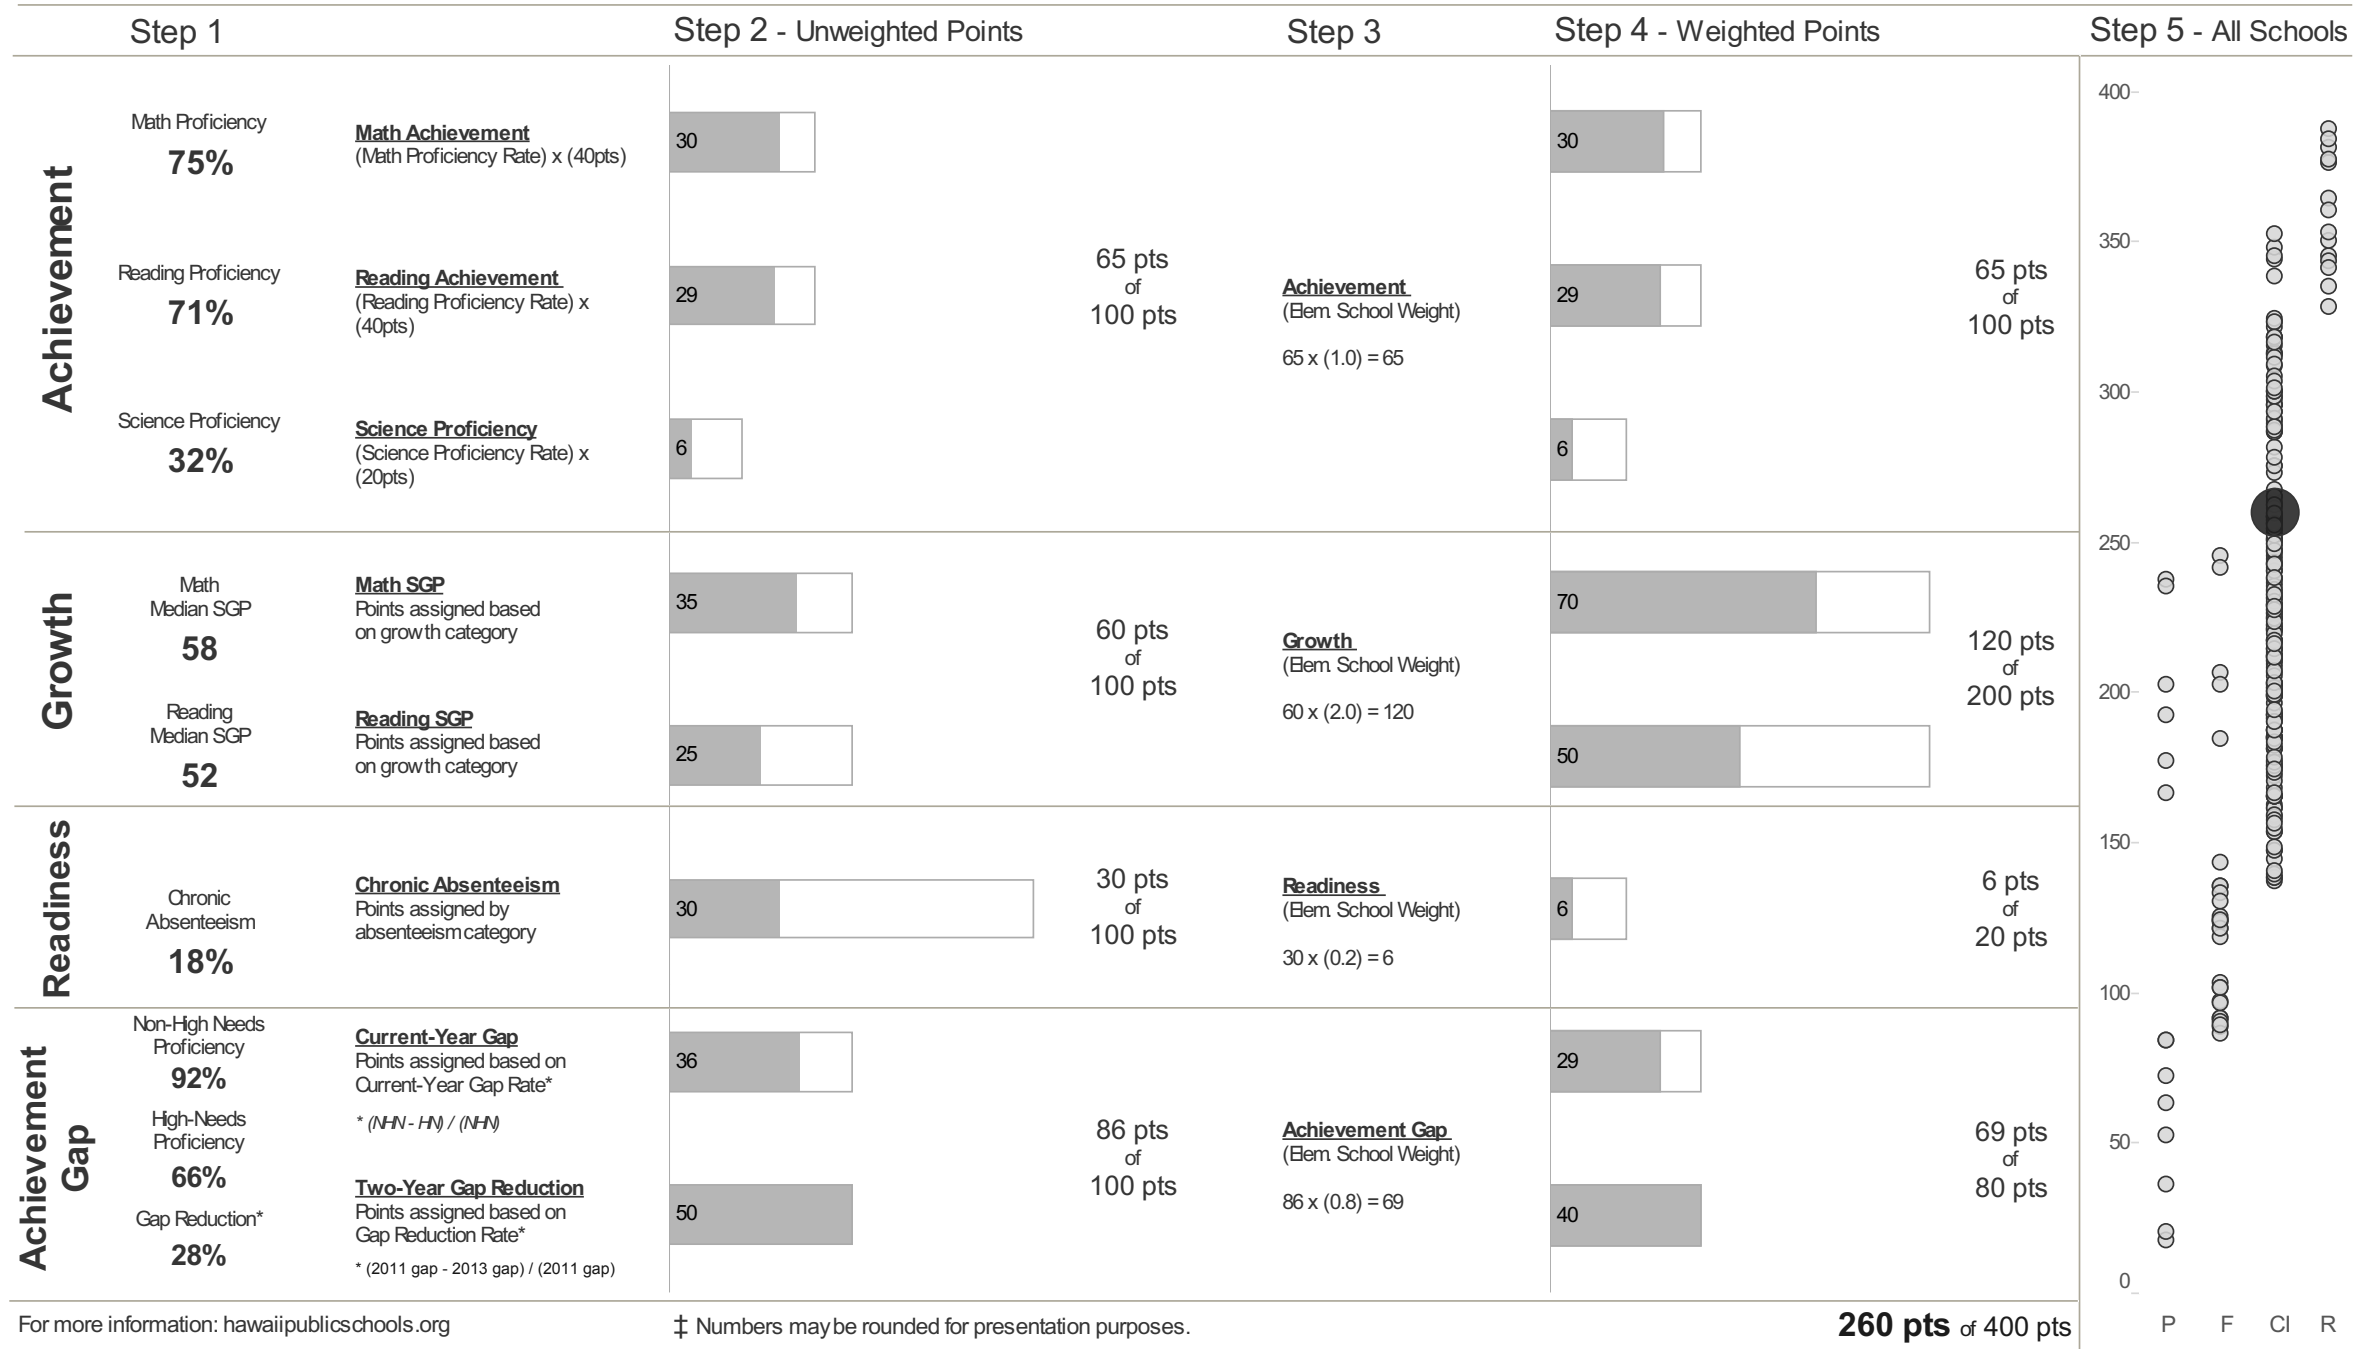 Step 1
Step 2 - Unweighted Points
Step 3
Step 4 - Weighted Points
Step 5 - All Schools
Achievement
Math Proficiency
75%
Math Achievement
(Math Proficiency Rate) x (40pts)
30
30
Reading Proficiency
71%
Reading Achievement
(Reading Proficiency Rate) x
(40pts)
29
65 pts
of
100 pts
Achievement
(Elem. School Weight)
65 x (1.0) = 65
29
65 pts
of
100 pts
Science Proficiency
32%
Science Proficiency
(Science Proficiency Rate) x
(20pts)
6
6
Growth
Math
Median SGP
58
Math SGP
Points assigned based
on growth category
35
60 pts
of
100 pts
Growth
(Elem. School Weight)
60 x (2.0) = 120
70
120 pts
of
200 pts
Reading
Median SGP
52
Reading SGP
Points assigned based
on growth category
25
50
Readiness
Chronic
Absenteeism
18%
Chronic Absenteeism
Points assigned by
absenteeism category
30
30 pts
of
100 pts
Readiness
(Elem. School Weight)
30 x (0.2) = 6
6
6 pts
of
20 pts
Achievement
Gap
Non-High Needs
Proficiency
92%
High-Needs
Proficiency
66%
Gap Reduction*
28%
Current-Year Gap
Points assigned based on
Current-Year Gap Rate*
* (NHN - HN) / (NHN)
Two-Year Gap Reduction
Points assigned based on
Gap Reduction Rate*
* (2011 gap - 2013 gap) / (2011 gap)
36
50
86 pts
of
100 pts
Achievement Gap
(Elem. School Weight)
86 x (0.8) = 69
29
40
69 pts
of
80 pts
400
350
300
250
200
150
100
50
0
P F CI R
For more information: hawaiipublicschools.org
‡ Numbers may be rounded for presentation purposes.
260 pts of 400 pts